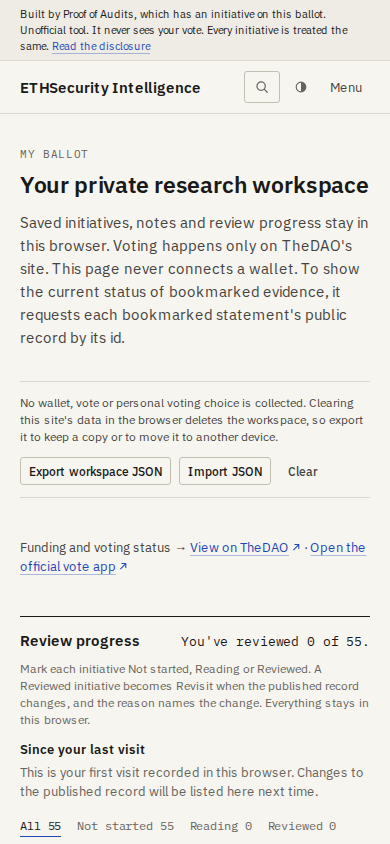 Built by Proof of Audits, which has an initiative on this ballot.
Unofficial tool. It never sees your vote. Every initiative is treated the
same. Read the disclosure
ETHSecurity Intelligence
Menu
MY BALLOT
Your private research workspace
Saved initiatives, notes and review progress stay in
this browser. Voting happens only on TheDAO's
site. This page never connects a wallet. To show
the current status of bookmarked evidence, it
requests each bookmarked statement's public
record by its id.
No wallet, vote or personal voting choice is collected. Clearing
this site's data in the browser deletes the workspace, so export
it to keep a copy or to move it to another device.
Export workspace JSON Import JSON Clear
Funding and voting status → View on TheDAO ↗ · Open the
official vote app ↗
Review progress You've reviewed 0 of 55.
Mark each initiative Not started, Reading or Reviewed. A
Reviewed initiative becomes Revisit when the published record
changes, and the reason names the change. Everything stays in
this browser.
Since your last visit
This is your first visit recorded in this browser. Changes to
the published record will be listed here next time.
All 55 Not started 55 Reading 0 Reviewed 0